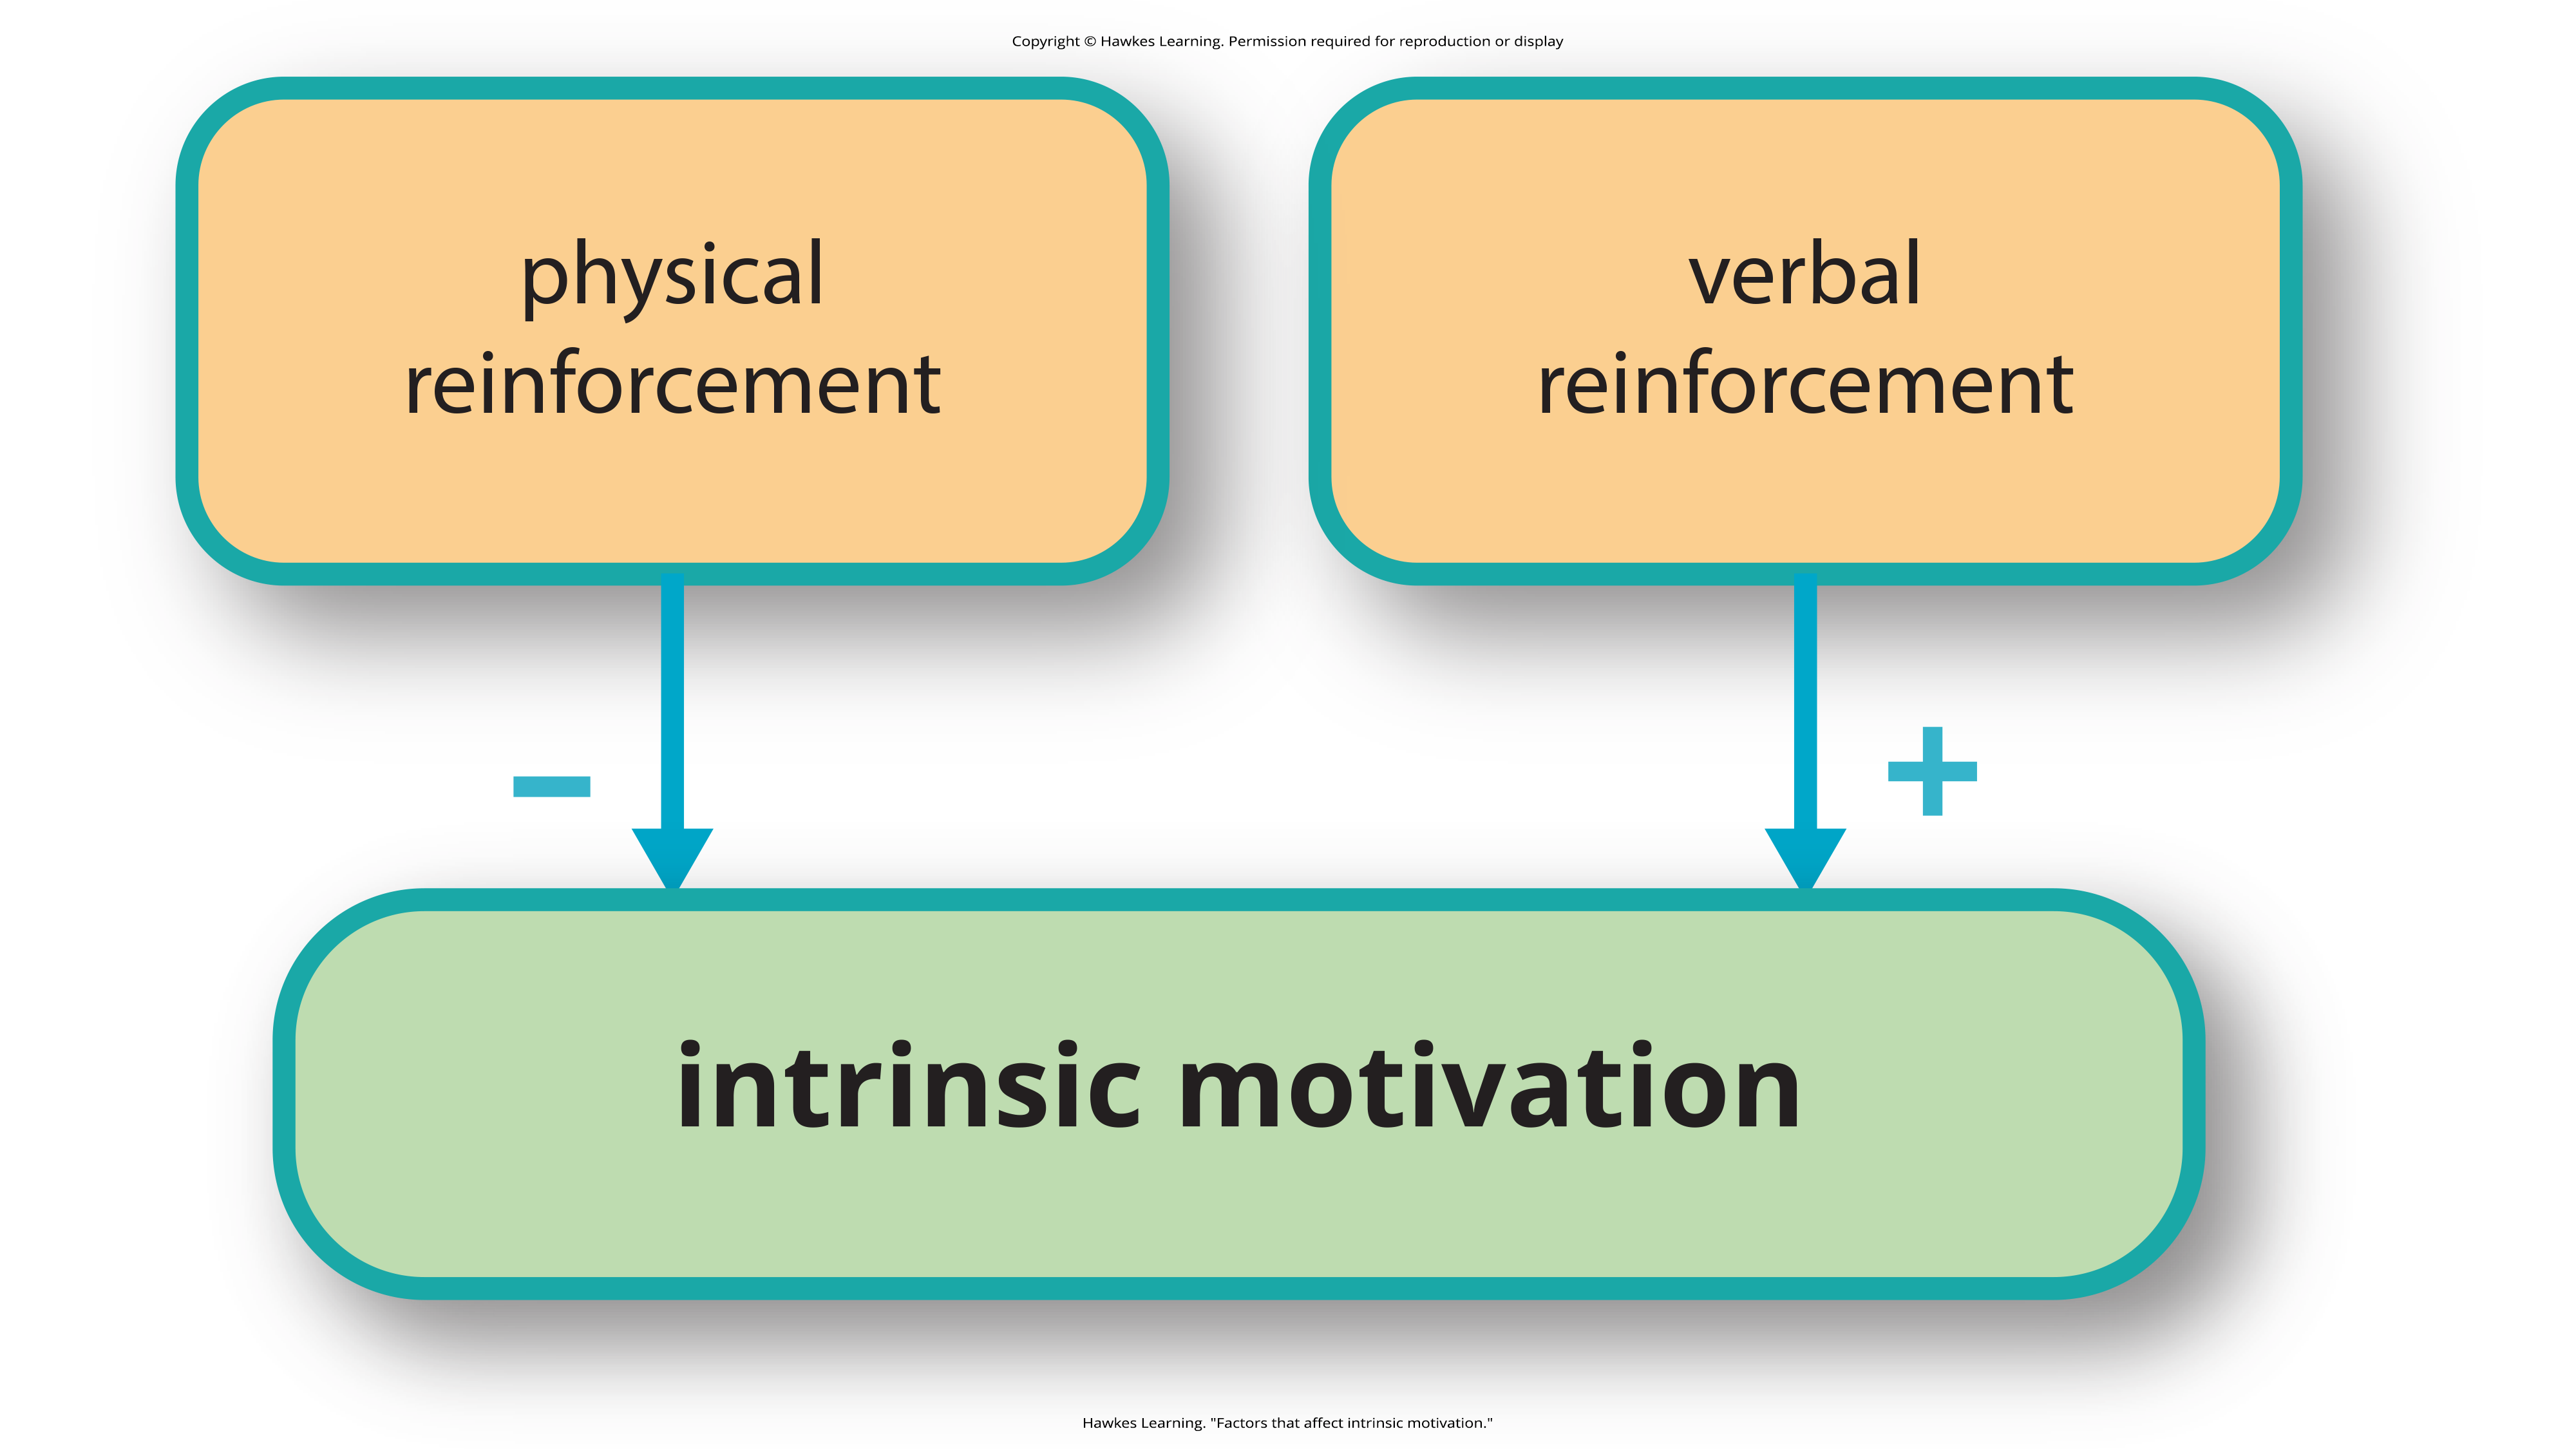 Copyright © Hawkes Learning. Permission required for reproduction or display
physical
reinforcement
verbal
reinforcement
–
+
intrinsic motivation
Hawkes Learning. "Factors that affect intrinsic motivation."